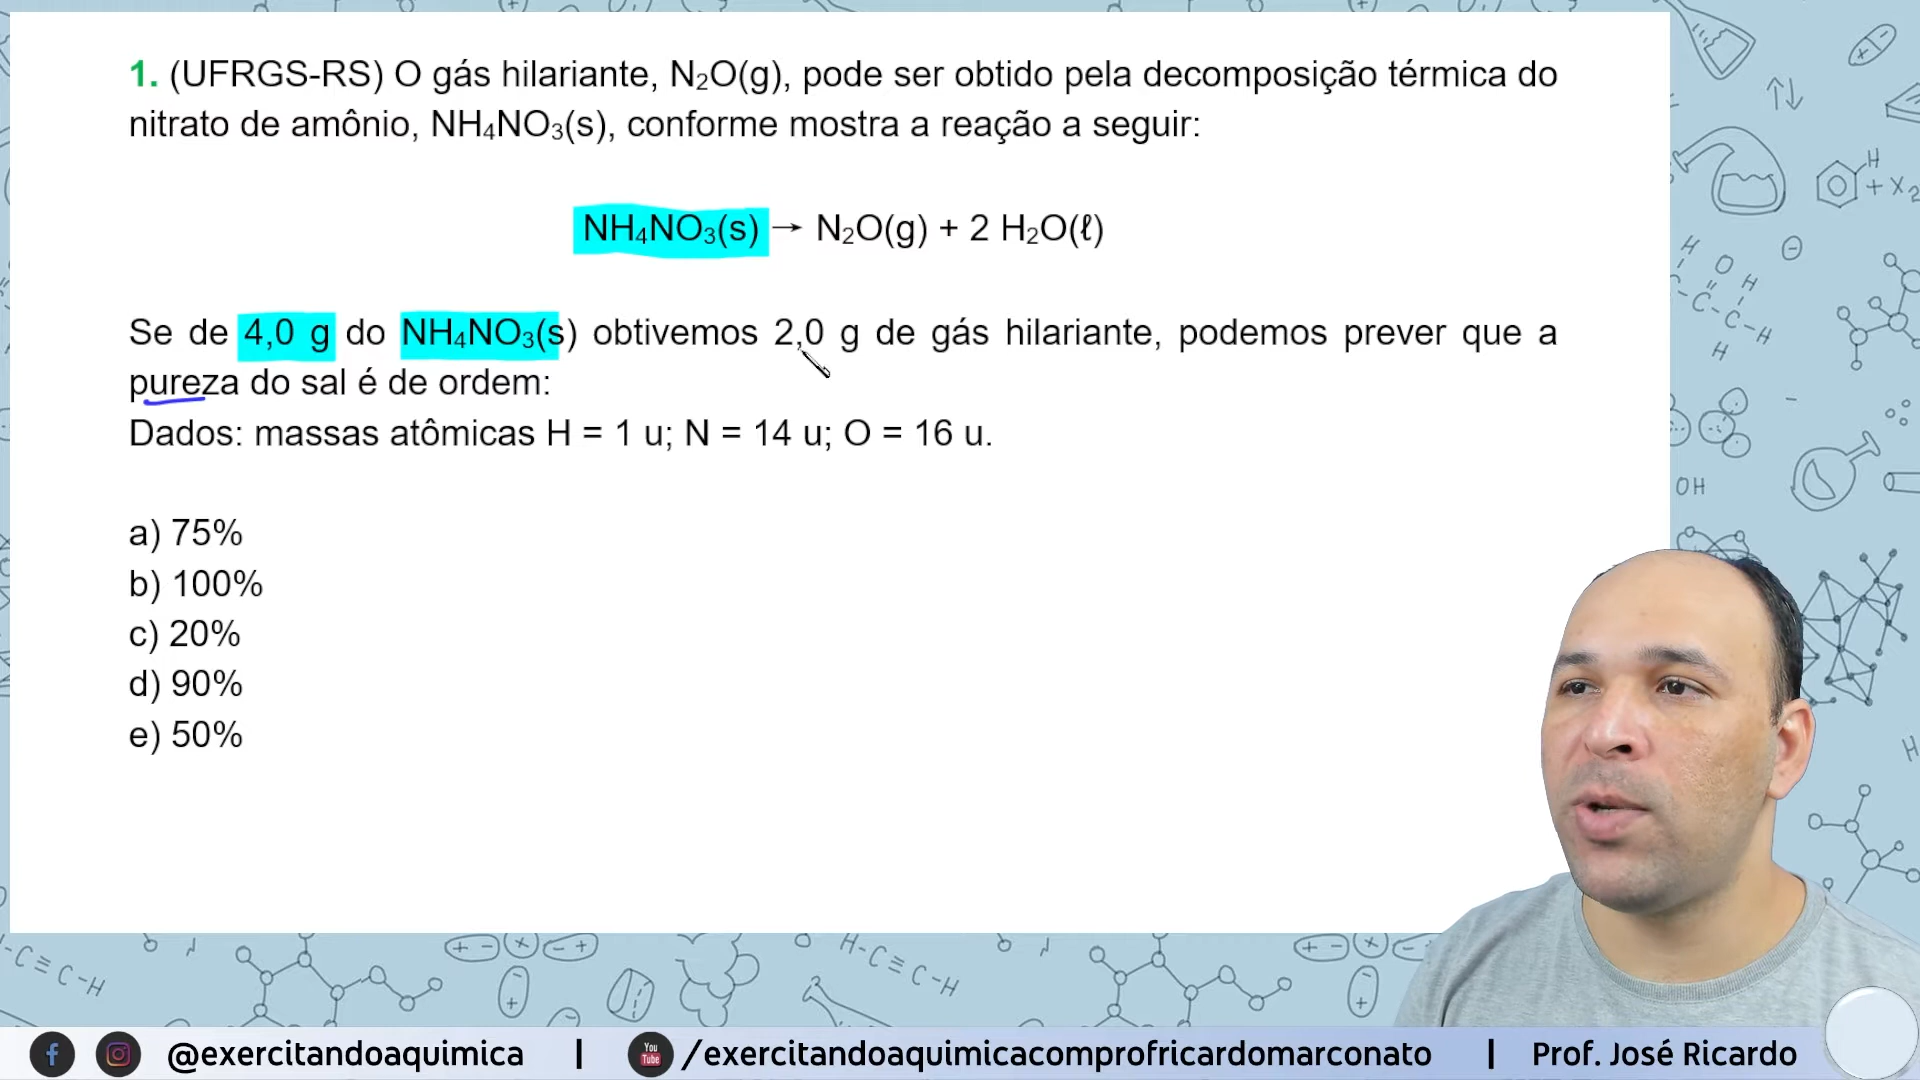 1. (UFRGS-RS) O gás hilariante, N₂O(g), pode ser obtido pela decomposição térmica do
nitrato de amônio, NH₄NO₃(s), conforme mostra a reação a seguir:
NH₄NO₃(s) → N₂O(g) + 2 H₂O(ℓ)
Se de 4,0 g do NH₄NO₃(s) obtivemos 2,0 g de gás hilariante, podemos prever que a
pureza do sal é de ordem:
Dados: massas atômicas H = 1 u; N = 14 u; O = 16 u.
a) 75%
b) 100%
c) 20%
d) 90%
e) 50%
@exercitandoaquimica | You Tube /exercitandoaquimicacomprofricardomarconato | Prof. José Ricardo